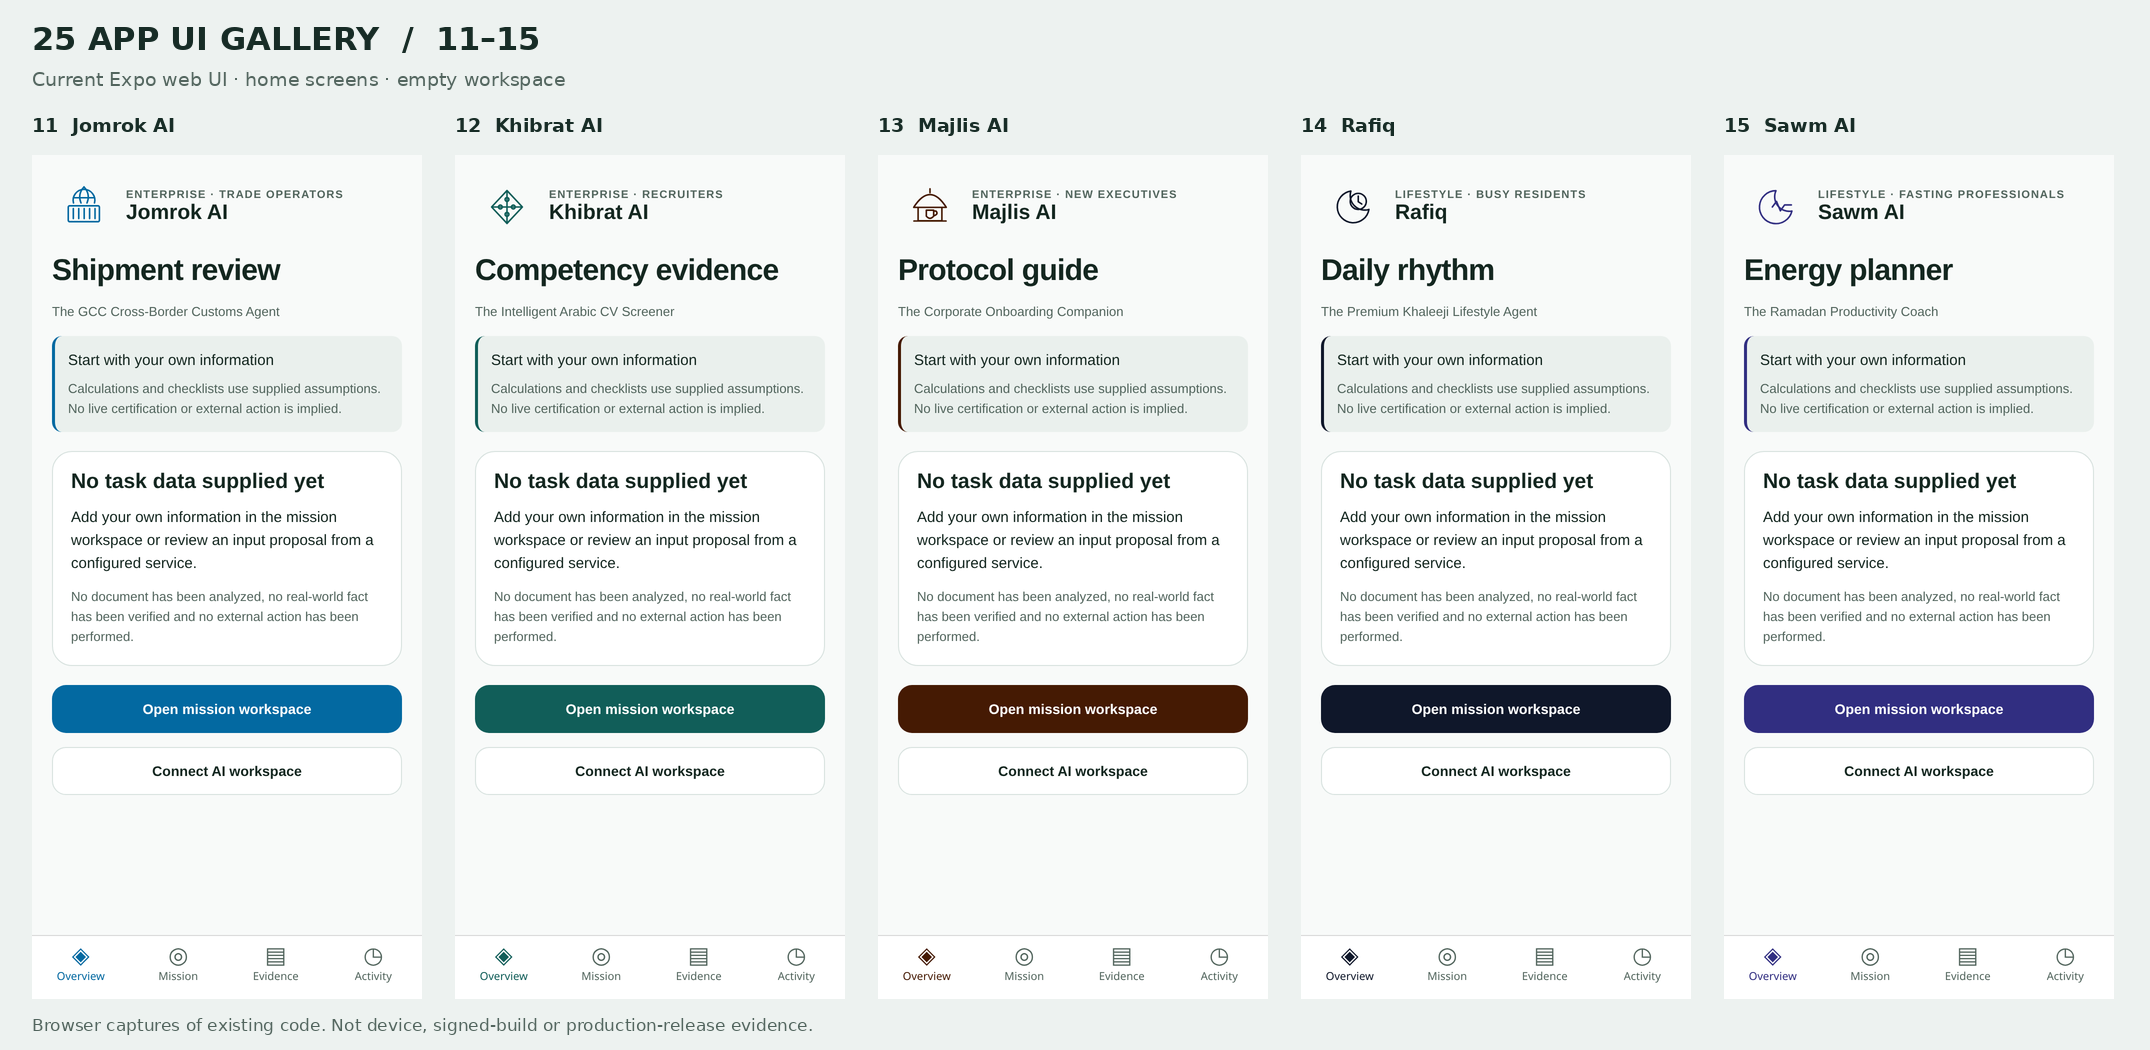 25 APP UI GALLERY / 11–15
Current Expo web UI · home screens · empty workspace
11 Jomrok AI
ENTERPRISE · TRADE OPERATORS
Jomrok AI
Shipment review
The GCC Cross-Border Customs Agent
Start with your own information
Calculations and checklists use supplied assumptions.
No live certification or external action is implied.
No task data supplied yet
Add your own information in the mission
workspace or review an input proposal from a
configured service.
No document has been analyzed, no real-world fact
has been verified and no external action has been
performed.
Open mission workspace
Connect AI workspace
Overview
Mission
Evidence
Activity
12 Khibrat AI
ENTERPRISE · RECRUITERS
Khibrat AI
Competency evidence
The Intelligent Arabic CV Screener
Start with your own information
Calculations and checklists use supplied assumptions.
No live certification or external action is implied.
No task data supplied yet
Add your own information in the mission
workspace or review an input proposal from a
configured service.
No document has been analyzed, no real-world fact
has been verified and no external action has been
performed.
Open mission workspace
Connect AI workspace
Overview
Mission
Evidence
Activity
13 Majlis AI
ENTERPRISE · NEW EXECUTIVES
Majlis AI
Protocol guide
The Corporate Onboarding Companion
Start with your own information
Calculations and checklists use supplied assumptions.
No live certification or external action is implied.
No task data supplied yet
Add your own information in the mission
workspace or review an input proposal from a
configured service.
No document has been analyzed, no real-world fact
has been verified and no external action has been
performed.
Open mission workspace
Connect AI workspace
Overview
Mission
Evidence
Activity
14 Rafiq
LIFESTYLE · BUSY RESIDENTS
Rafiq
Daily rhythm
The Premium Khaleeji Lifestyle Agent
Start with your own information
Calculations and checklists use supplied assumptions.
No live certification or external action is implied.
No task data supplied yet
Add your own information in the mission
workspace or review an input proposal from a
configured service.
No document has been analyzed, no real-world fact
has been verified and no external action has been
performed.
Open mission workspace
Connect AI workspace
Overview
Mission
Evidence
Activity
15 Sawm AI
LIFESTYLE · FASTING PROFESSIONALS
Sawm AI
Energy planner
The Ramadan Productivity Coach
Start with your own information
Calculations and checklists use supplied assumptions.
No live certification or external action is implied.
No task data supplied yet
Add your own information in the mission
workspace or review an input proposal from a
configured service.
No document has been analyzed, no real-world fact
has been verified and no external action has been
performed.
Open mission workspace
Connect AI workspace
Overview
Mission
Evidence
Activity
Browser captures of existing code. Not device, signed-build or production-release evidence.